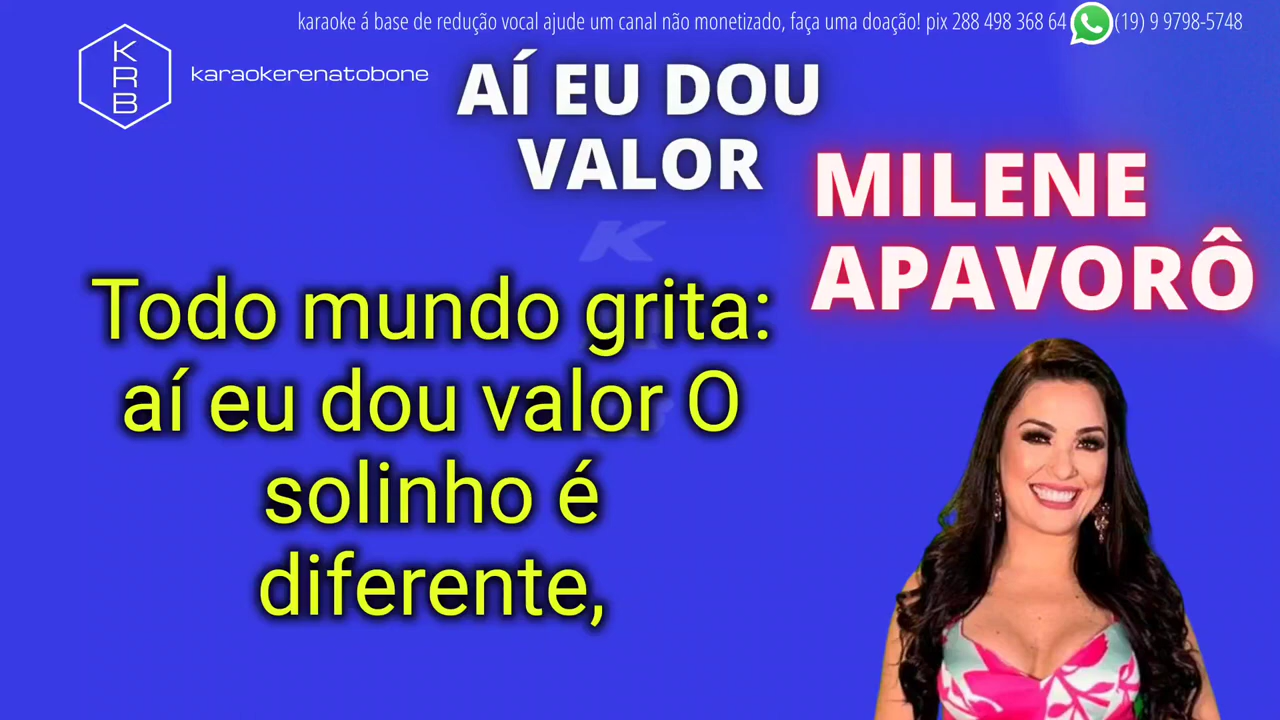 karaoke á base de redução vocal ajude um canal não monetizado, faça uma doação! pix 288 498 368 64 (19) 9 9798-5748
KRB
karaokerenatobone
AÍ EU DOU
VALOR
MILENE
APAVORÔ
K
Todo mundo grita:
aí eu dou valor O
solinho é
diferente,